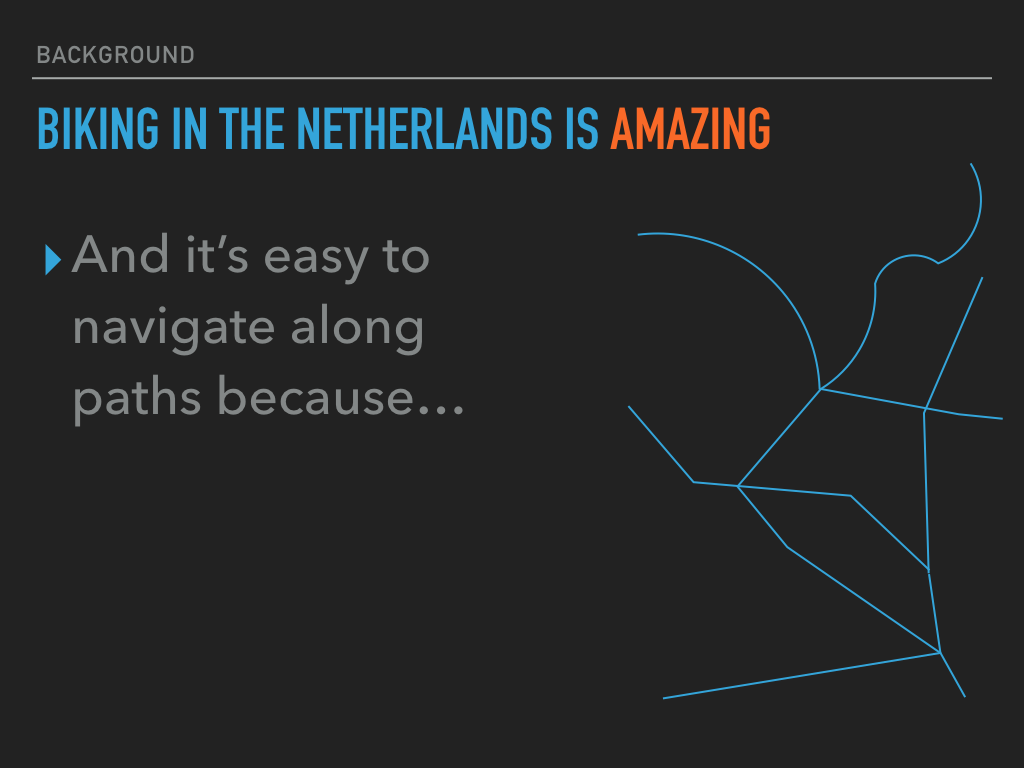 BACKGROUND
BIKING IN THE NETHERLANDS IS AMAZING
And it’s easy to
navigate along
paths because…